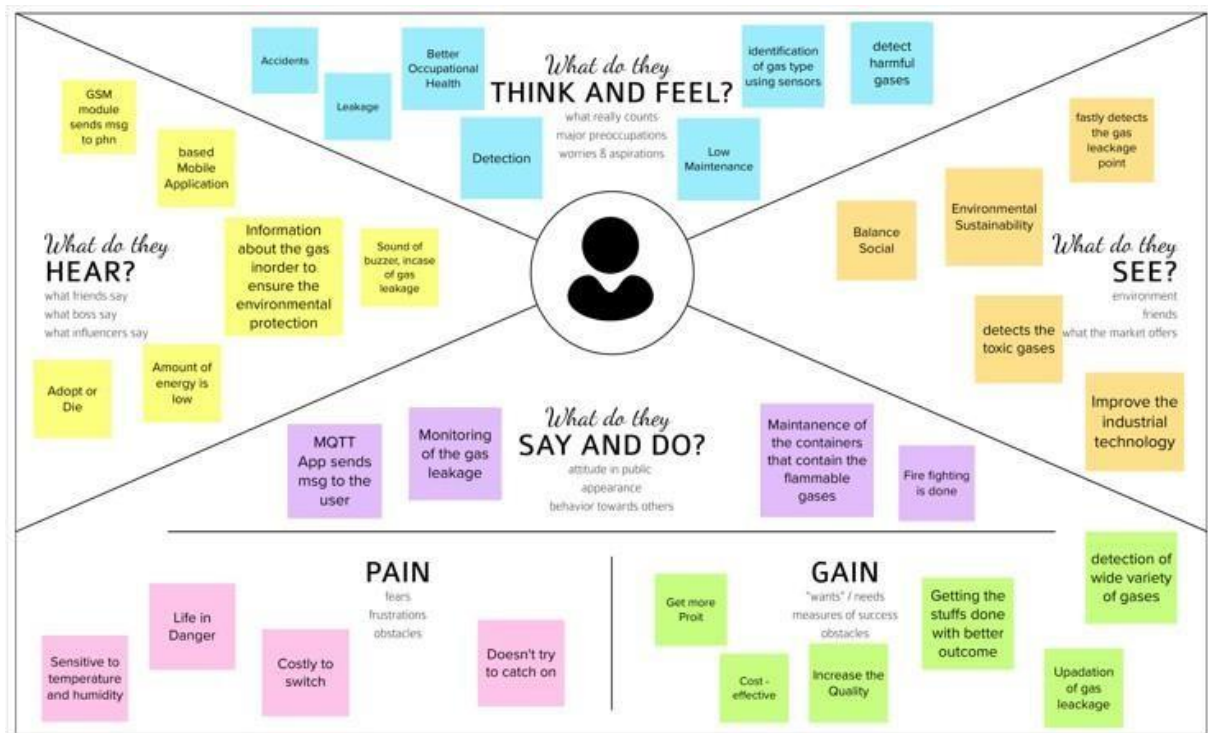 Accidents
Leakage
Better
Occupational
Health
Detection
What do they
THINK AND FEEL?
what really counts
major preoccupations
worries & aspirations
identification
of gas type
using sensors
detect
harmful
gases
Low
Maintenance
GSM
module
sends msg
to phn
based
Mobile
Application
Information
about the gas
inorder to
ensure the
environmental
protection
Sound of
buzzer, incase
of gas
leakage
What do they
HEAR?
what friends say
what boss say
what influencers say
Adopt or
Die
Amount of
energy is
low
fastly detects
the gas
leackage
point
Environmental
Sustainability
Balance
Social
What do they
SEE?
environment
friends
what the market offers
detects the
toxic gases
Improve the
industrial
technology
MQTT
App sends
msg to the
user
Monitoring
of the gas
leakage
What do they
SAY AND DO?
attitude in public
appearance
behavior towards others
Maintanence of
the containers
that contain the
flammable
gases
Fire fighting
is done
PAIN
fears
frustrations
obstacles
Life in
Danger
Sensitive to
temperature
and humidity
Costly to
switch
Doesn't try
to catch on
GAIN
"wants" / needs
measures of success
obstacles
Get more
Proit
Cost -
effective
Increase the
Quality
Getting the
stuffs done
with better
outcome
detection of
wide variety
of gases
Upadation
of gas
leackage